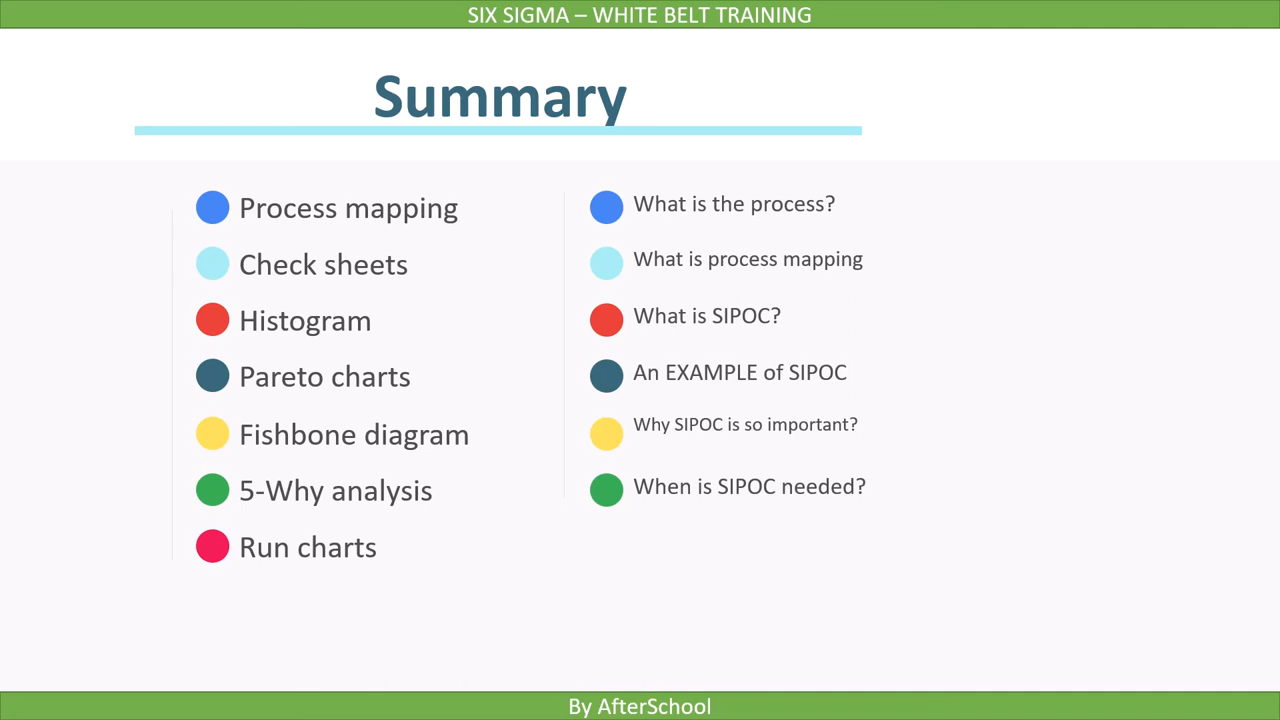 SIX SIGMA – WHITE BELT TRAINING
Summary
Process mapping
Check sheets
Histogram
Pareto charts
Fishbone diagram
5-Why analysis
Run charts
What is the process?
What is process mapping
What is SIPOC?
An EXAMPLE of SIPOC
Why SIPOC is so important?
When is SIPOC needed?
By AfterSchool